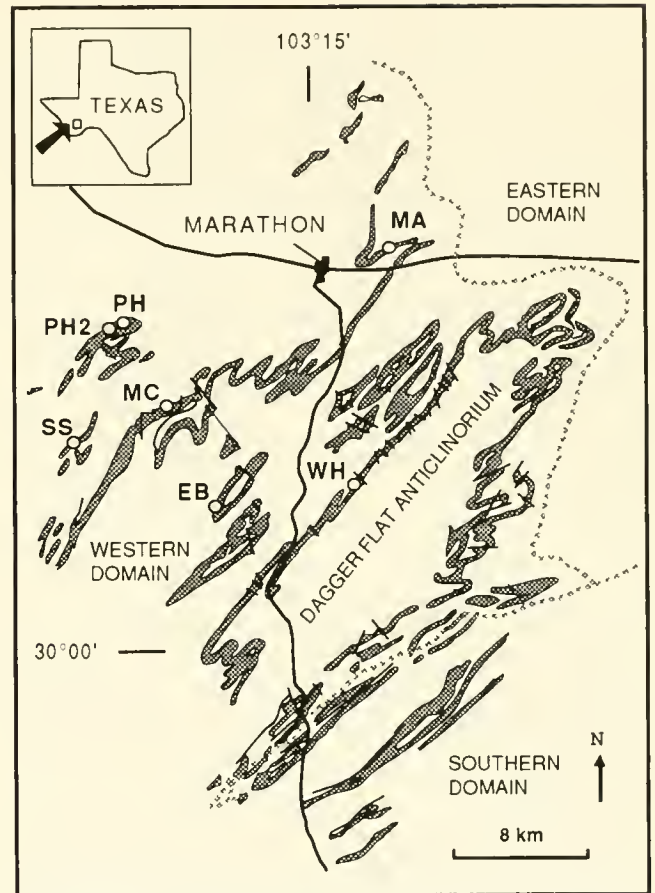 103°15'
TEXAS
EASTERN
DOMAIN
MA
MARATHON
PH
PH2
MC
SS
WH
EB
DAGGER FLAT ANTICLINORIUM
WESTERN
DOMAIN
30°00'
SOUTHERN
DOMAIN
N
8 km